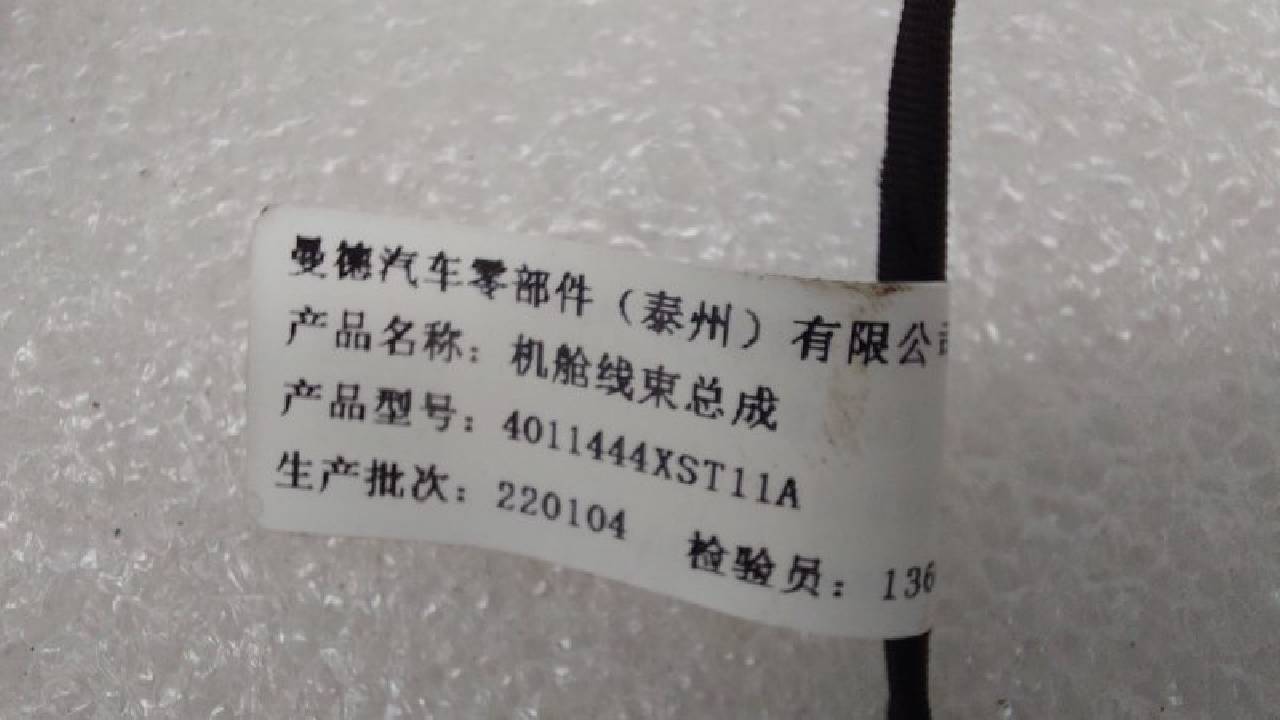 曼德汽车零部件（泰州）有限公司
产品名称：机舱线束总成
产品型号：4011444XST11A
生产批次：220104 检验员：136